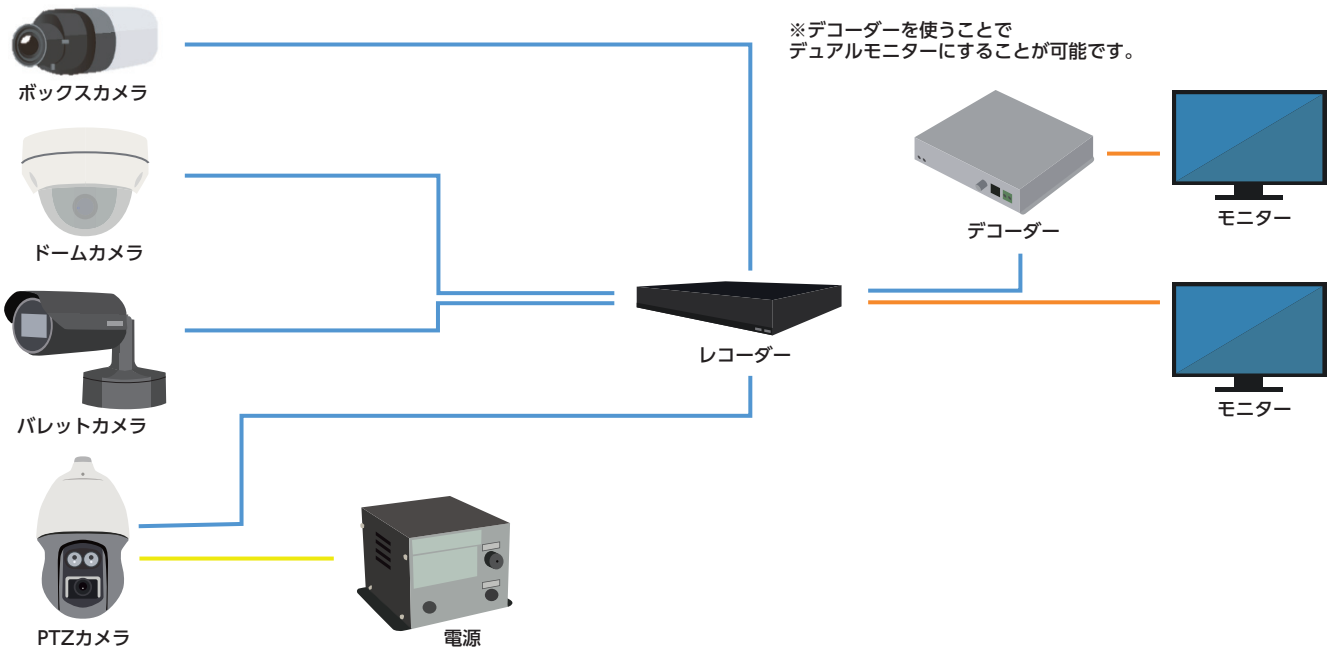 ※デコーダーを使うことで
デュアルモニターにすることが可能です。
ボックスカメラ
ドームカメラ
バレットカメラ
PTZカメラ
電源
レコーダー
デコーダー
モニター
モニター